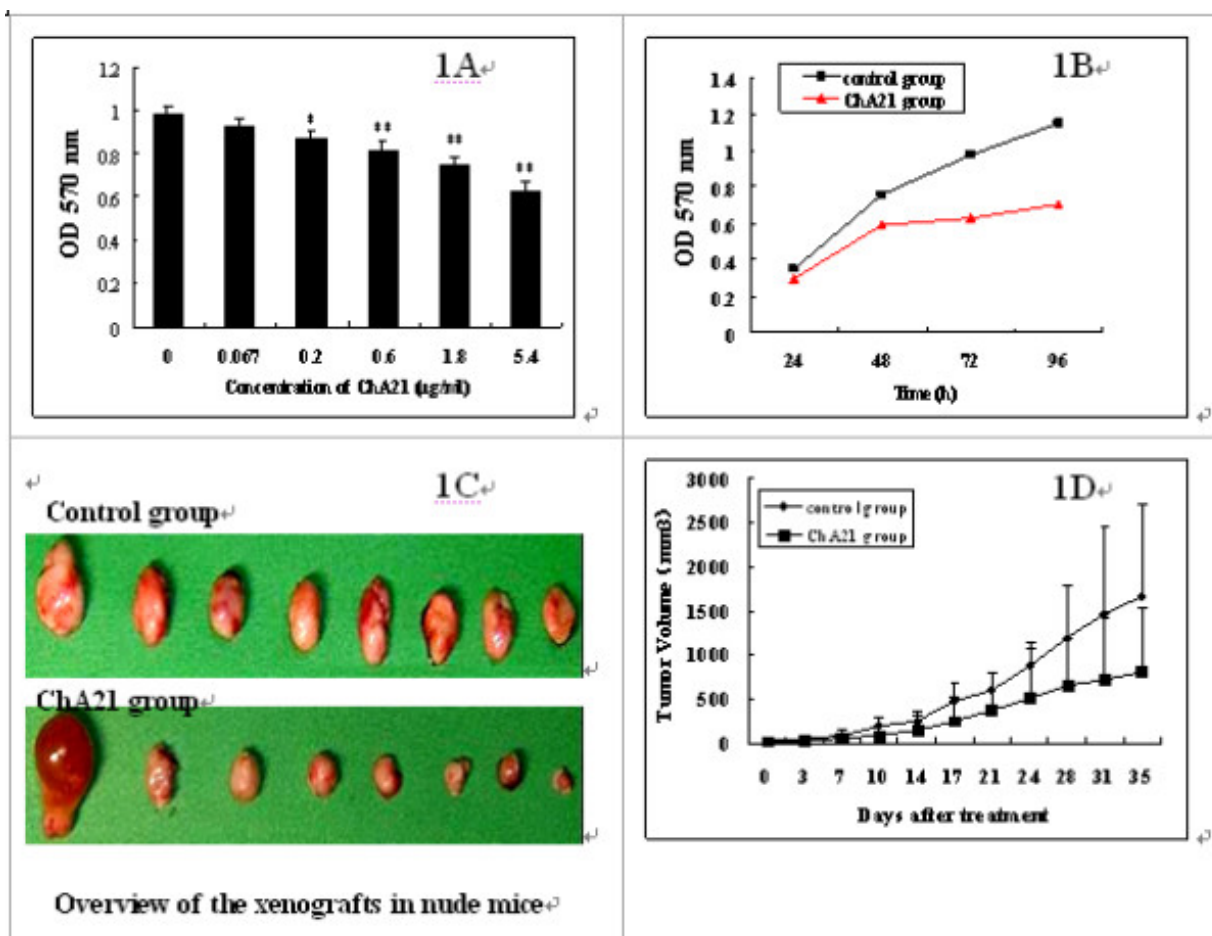 1A
1.2
1
0.8
0.6
0.4
0.2
0
OD 570 nm
*
**
**
**
0 0.067 0.2 0.6 1.8 5.4
Concentration of ChA21 (μg/ml)
1B
control group
ChA21 group
1.4
1.2
1
0.8
0.6
0.4
0.2
0
OD 570 nm
24 48 72 96
Time (h)
1C
Control group
ChA21 group
Overview of the xenografts in nude mice
1D
control group
ChA21 group
3000
2500
2000
1500
1000
500
0
Tumor Volume (mm3)
0 3 7 10 14 17 21 24 28 31 35
Days after treatment